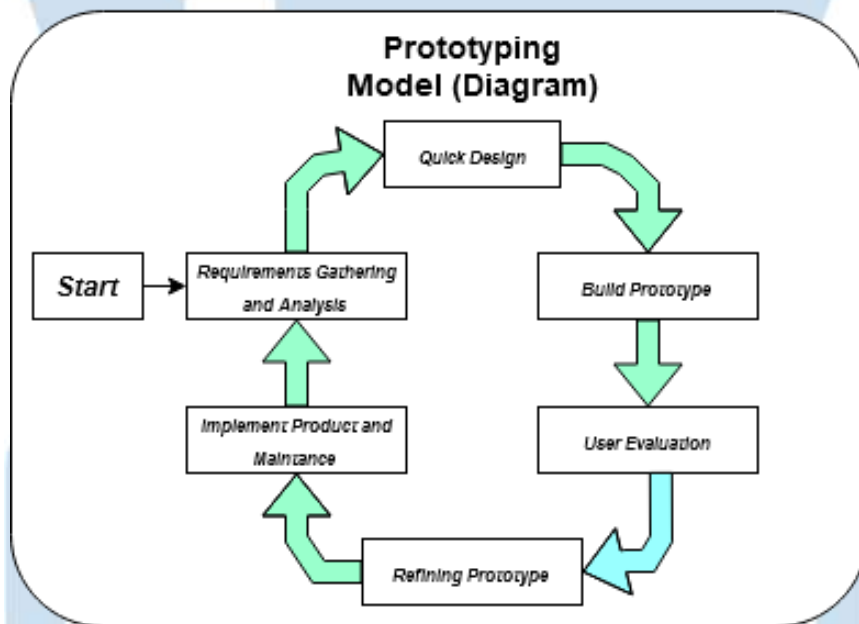 Prototyping
Model (Diagram)
Quick Design
Start
Requirements Gathering
and Analysis
Build Prototype
Implement Product and
Maintance
User Evaluation
Refining Prototype